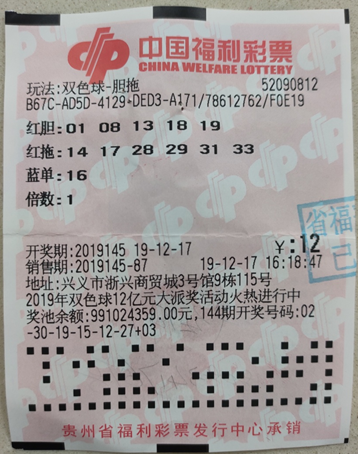 中国福利彩票
CHINA WELFARE LOTTERY
玩法:双色球-胆拖 52090812
B67C-AD5D-4129-DED3-A171/78612762/F0E19
红胆:01 08 13 18 19
红拖:14 17 28 29 31 33
蓝单:16
倍数:1
省福
已
开奖期:2019145 19-12-17 ¥:12
销售期:2019145-87 19-12-17 16:18:47
地址:兴义市浙兴商贸城3号馆9栋115号
2019年双色球12亿元大派奖活动火热进行中
奖池余额:991024359.00元,144期开奖号码:02
-30-19-15-12-27+03
贵州省福利彩票发行中心承销